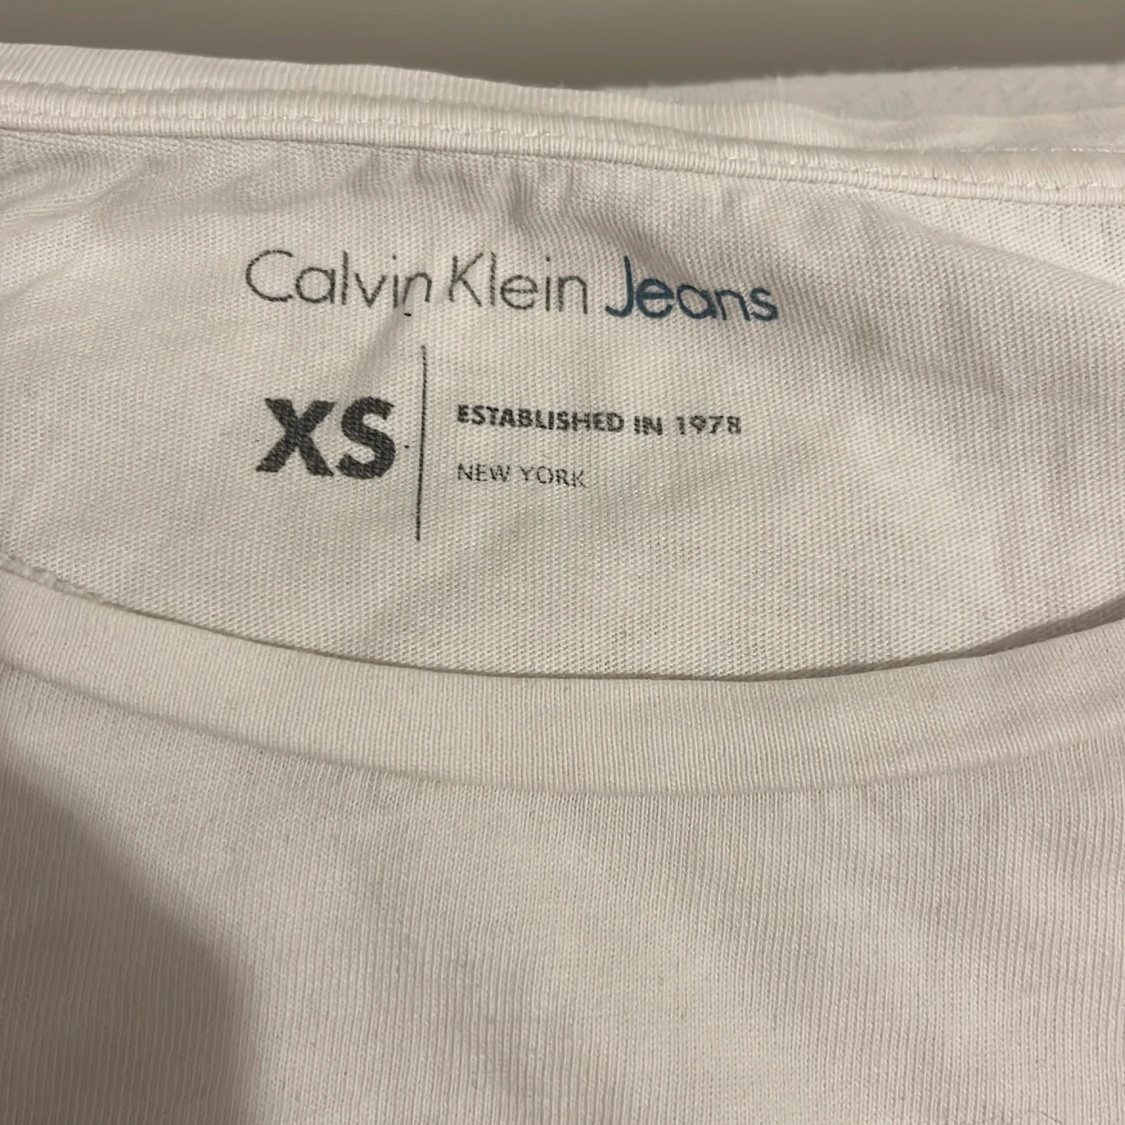 Calvin Klein Jeans
XS
ESTABLISHED IN 1978
NEW YORK